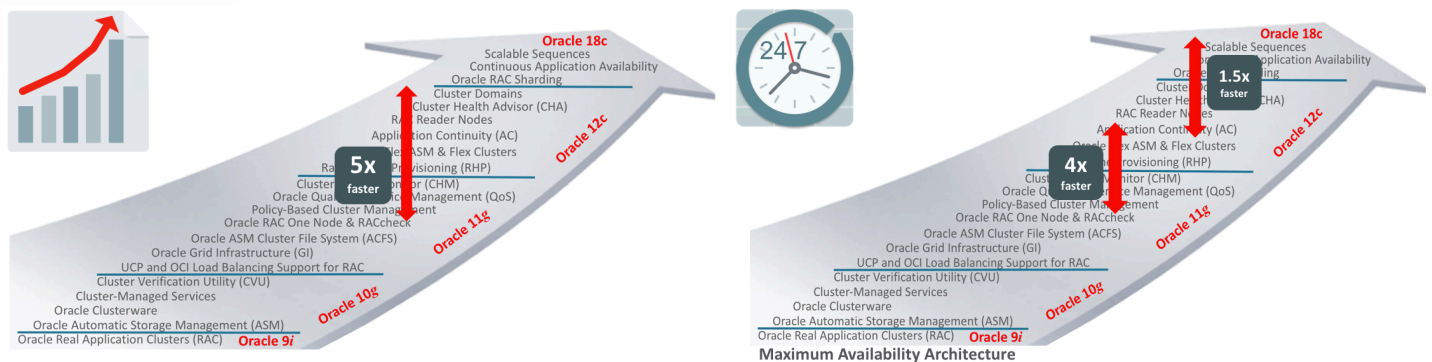 Oracle 18c
Scalable Sequences
Continuous Application Availability
Oracle RAC Sharding
Cluster Domains
Cluster Health Advisor (CHA)
RAC Reader Nodes
Oracle 12c
Application Continuity (AC)
Flex ASM & Flex Clusters
Provisioning (RHP)
5x
faster
Cluster (CHM)
Management (QoS)
Policy-Based Cluster Management
Oracle RAC One Node & RACcheck
Oracle 11g
Oracle ASM Cluster File System (ACFS)
Oracle Grid Infrastructure (GI)
UCP and OCI Load Balancing Support for RAC
Cluster Verification Utility (CVU)
Cluster-Managed Services
Oracle 10g
Oracle Clusterware
Oracle Automatic Storage Management (ASM)
Oracle Real Application Clusters (RAC) Oracle 9i
24 7
Oracle 18c
Scalable Sequences
Application Availability
1.5x
faster
Cluster
(CHA)
RAC Reader Nodes
Oracle 12c
Application Continuity (AC)
Oracle Flex ASM & Flex Clusters
Provisioning (RHP)
4x
faster
Monitor (CHM)
Oracle Management (QoS)
Policy-Based Cluster Management
Oracle RAC One Node & RACcheck
Oracle 11g
Oracle ASM Cluster File System (ACFS)
Oracle Grid Infrastructure (GI)
UCP and OCI Load Balancing Support for RAC
Cluster Verification Utility (CVU)
Cluster-Managed Services
Oracle 10g
Oracle Clusterware
Oracle Automatic Storage Management (ASM)
Oracle Real Application Clusters (RAC) Oracle 9i
Maximum Availability Architecture